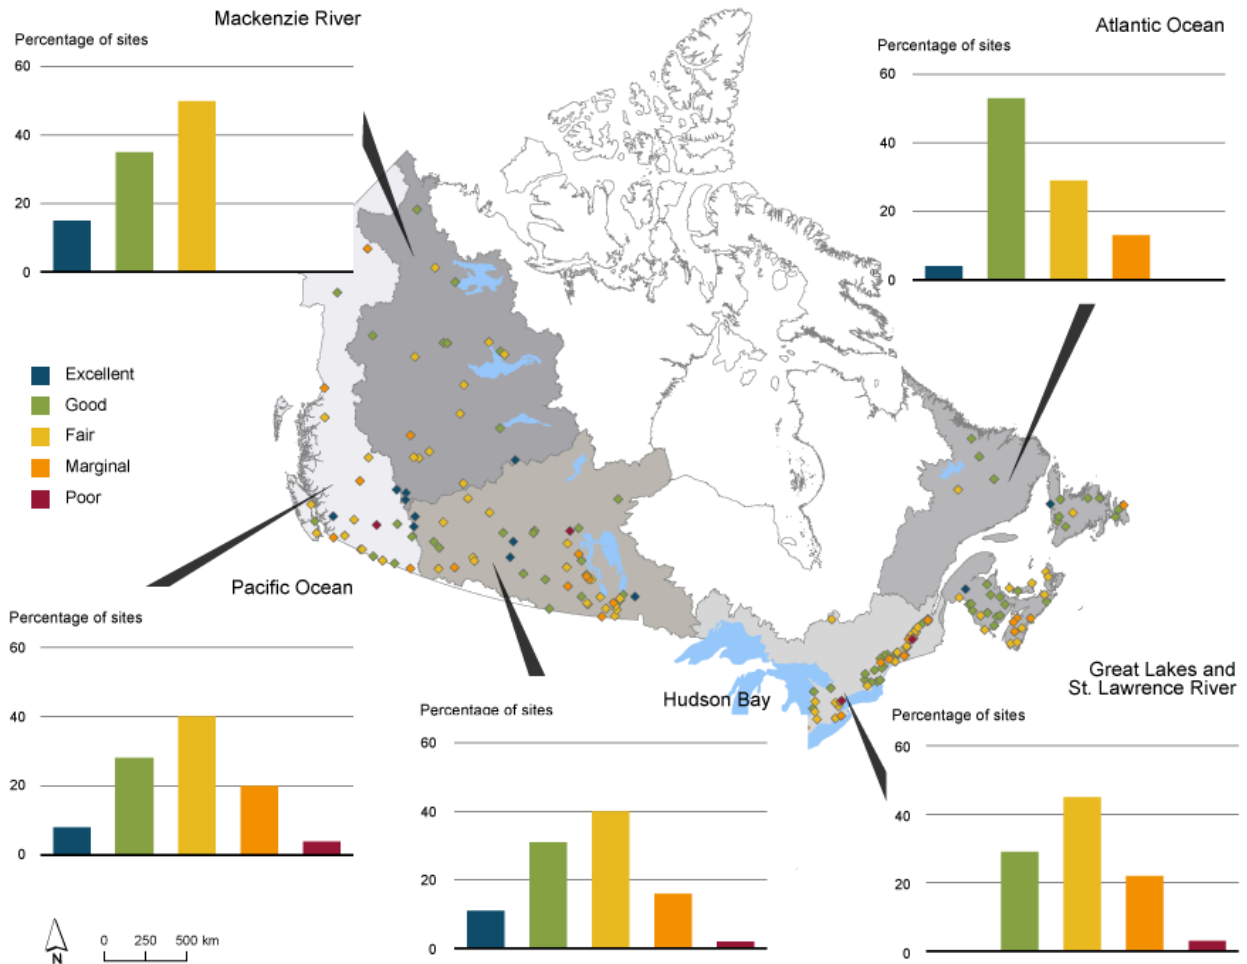 Mackenzie River
Percentage of sites
60
40
20
0
Atlantic Ocean
Percentage of sites
60
40
20
0
Excellent
Good
Fair
Marginal
Poor
Pacific Ocean
Percentage of sites
60
40
20
0
Hudson Bay
Percentage of sites
60
40
20
0
Great Lakes and
St. Lawrence River
Percentage of sites
60
40
20
0
N
0 250 500 km